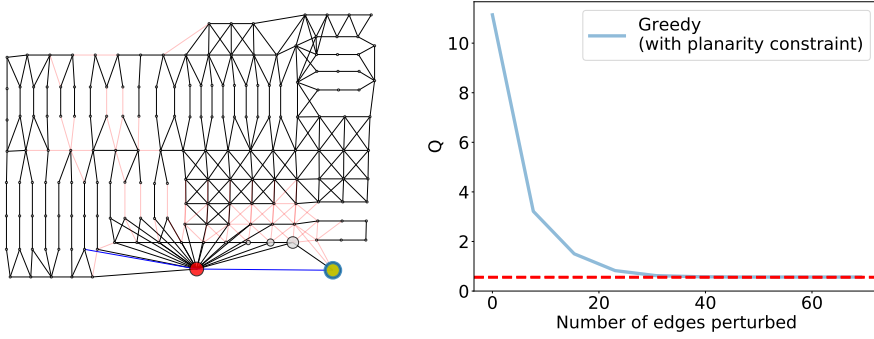 Greedy
(with planarity constraint)
10
8
6
4
2
0
Q
0
20
40
60
Number of edges perturbed